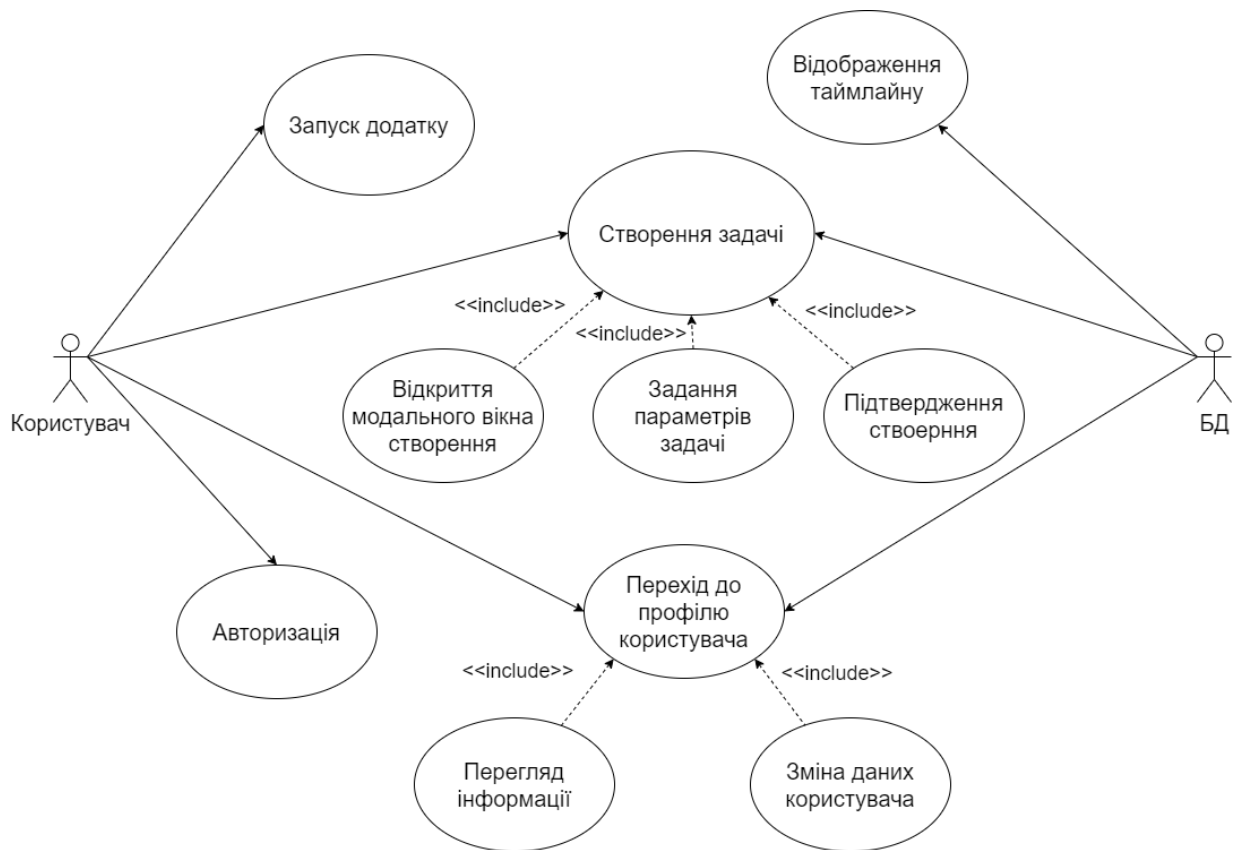 Відображення
таймлайну
Запуск додатку
Створення задачі
<<include>>
<<include>>
<<include>>
Користувач
Відкриття
модального вікна
створення
Задання
параметрів
задачі
Підтвердження
ствоернння
БД
Перехід до
профілю
користувача
Авторизація
<<include>>
<<include>>
Перегляд
інформації
Зміна даних
користувача